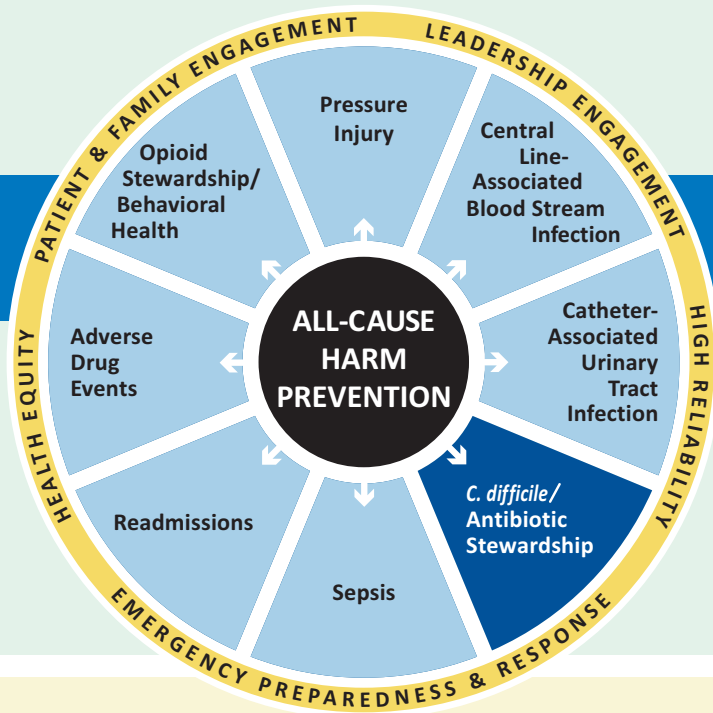 PATIENT & FAMILY ENGAGEMENT
LEADERSHIP ENGAGEMENT
HIGH RELIABILITY
EMERGENCY PREPAREDNESS & RESPONSE
HEALTH EQUITY
ALL-CAUSE
HARM
PREVENTION
Pressure
Injury
Central
Line-
Associated
Blood Stream
Infection
Catheter-
Associated
Urinary
Tract
Infection
C. difficile/
Antibiotic
Stewardship
Sepsis
Readmissions
Adverse
Drug
Events
Opioid
Stewardship/
Behavioral
Health